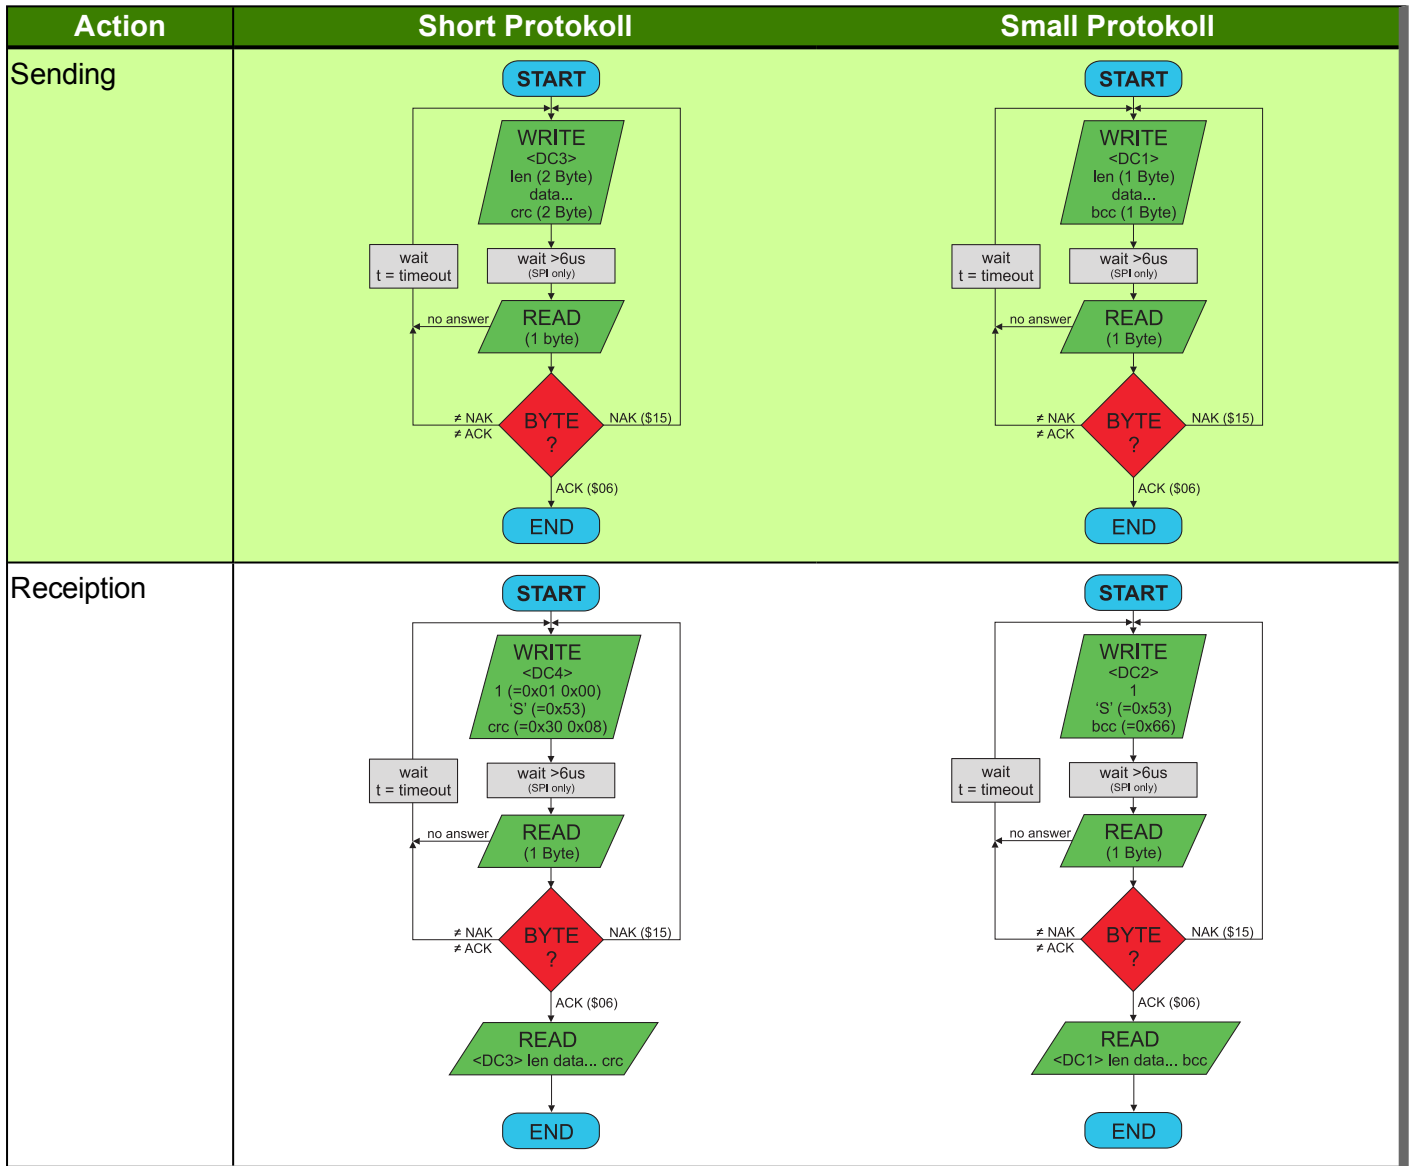 Action
Short Protokoll
Small Protokoll
Sending
START
WRITE
<DC3>
len (2 Byte)
data...
crc (2 Byte)
wait
t = timeout
wait >6us
(SPI only)
no answer
READ
(1 byte)
≠ NAK
≠ ACK
BYTE
?
NAK ($15)
ACK ($06)
END
START
WRITE
<DC1>
len (1 Byte)
data...
bcc (1 Byte)
wait
t = timeout
wait >6us
(SPI only)
no answer
READ
(1 Byte)
≠ NAK
≠ ACK
BYTE
?
NAK ($15)
ACK ($06)
END
Receiption
START
WRITE
<DC4>
1 (=0x01 0x00)
‘S’ (=0x53)
crc (=0x30 0x08)
wait
t = timeout
wait >6us
(SPI only)
no answer
READ
(1 Byte)
≠ NAK
≠ ACK
BYTE
?
NAK ($15)
ACK ($06)
READ
<DC3> len data... crc
END
START
WRITE
<DC2>
1
‘S’ (=0x53)
bcc (=0x66)
wait
t = timeout
wait >6us
(SPI only)
no answer
READ
(1 Byte)
≠ NAK
≠ ACK
BYTE
?
NAK ($15)
ACK ($06)
READ
<DC1> len data... bcc
END